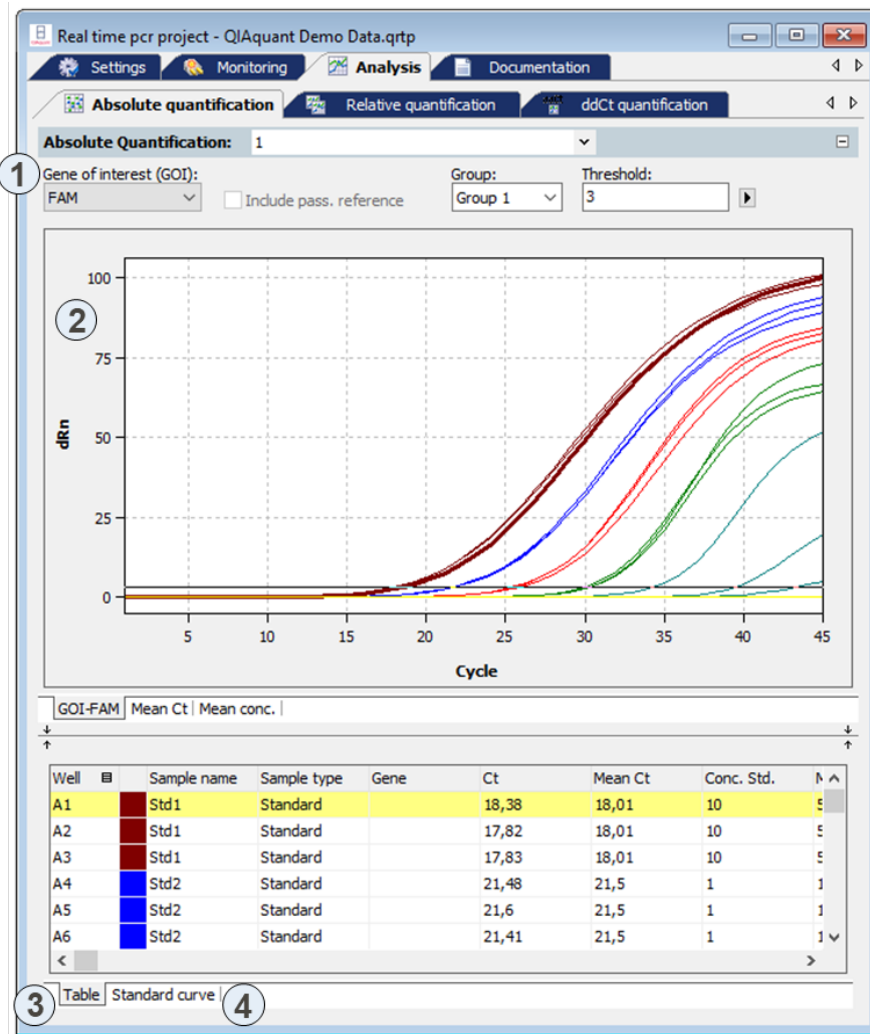 Real time pcr project - QIAquant Demo Data.qrtp
Settings Monitoring Analysis Documentation
Absolute quantification Relative quantification ddCt quantification
Absolute Quantification: 1
1
Gene of interest (GOI): Group: Threshold:
FAM Include pass. reference Group 1 3
2
100
75
50
25
0
dRn
5 10 15 20 25 30 35 40 45
Cycle
GOI-FAM Mean Ct Mean conc.
Well Sample name Sample type Gene Ct Mean Ct Conc. Std.
A1 Std1 Standard 18,38 18,01 10
A2 Std1 Standard 17,82 18,01 10
A3 Std1 Standard 17,83 18,01 10
A4 Std2 Standard 21,48 21,5 1
A5 Std2 Standard 21,6 21,5 1
A6 Std2 Standard 21,41 21,5 1
3 Table Standard curve 4